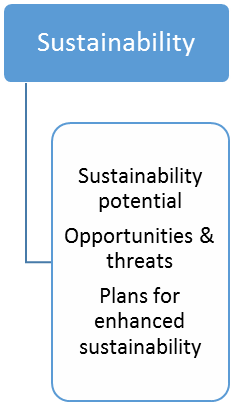 Sustainability
Sustainability
potential
Opportunities &
threats
Plans for
enhanced
sustainability